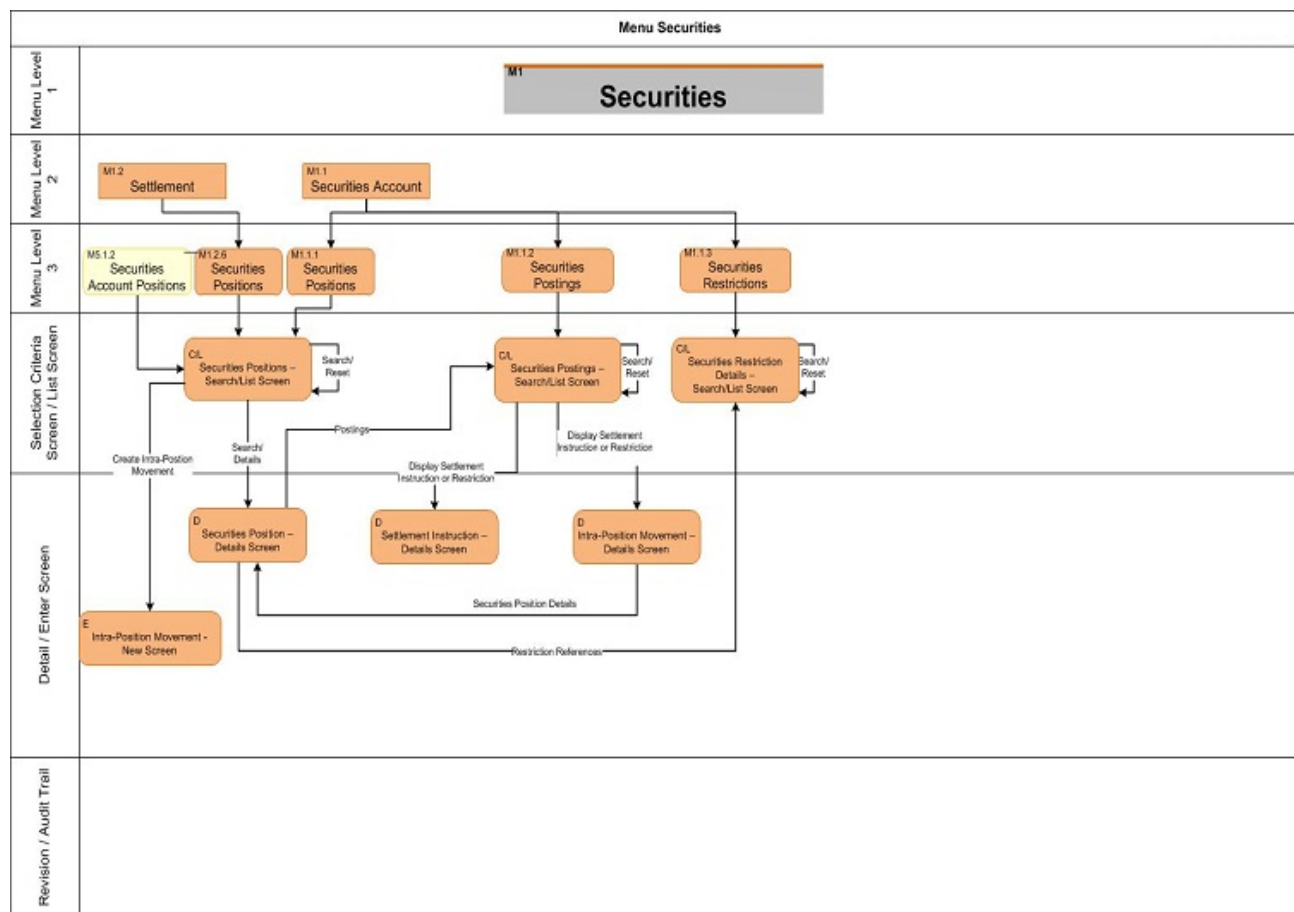 Menu Securities
Menu Level
1
M1
Securities
Menu Level
2
M1.2
Settlement
M1.1
Securities Account
Menu Level
3
M5.1.2
Securities
Account Positions
M1.2.6
Securities
Positions
M1.1.1
Securities
Positions
M1.1.2
Securities
Postings
M1.1.3
Securities
Restrictions
Selection Criteria
Screen / List Screen
C/L
Securities Positions –
Search/List Screen
Search/
Reset
C/L
Securities Postings –
Search/List Screen
Search/
Reset
C/L
Securities Restriction
Details –
Search/List Screen
Search/
Reset
Postings
Create Intra-Postion
Movement
Search/
Details
Display Settlement
Instruction or Restriction
Display Settlement
Instruction or Restriction
Detail / Enter Screen
D
Securities Position –
Details Screen
D
Settlement Instruction –
Details Screen
D
Intra-Position Movement –
Details Screen
Securities Position Details
E
Intra-Position Movement -
New Screen
Restriction References
Revision / Audit Trail